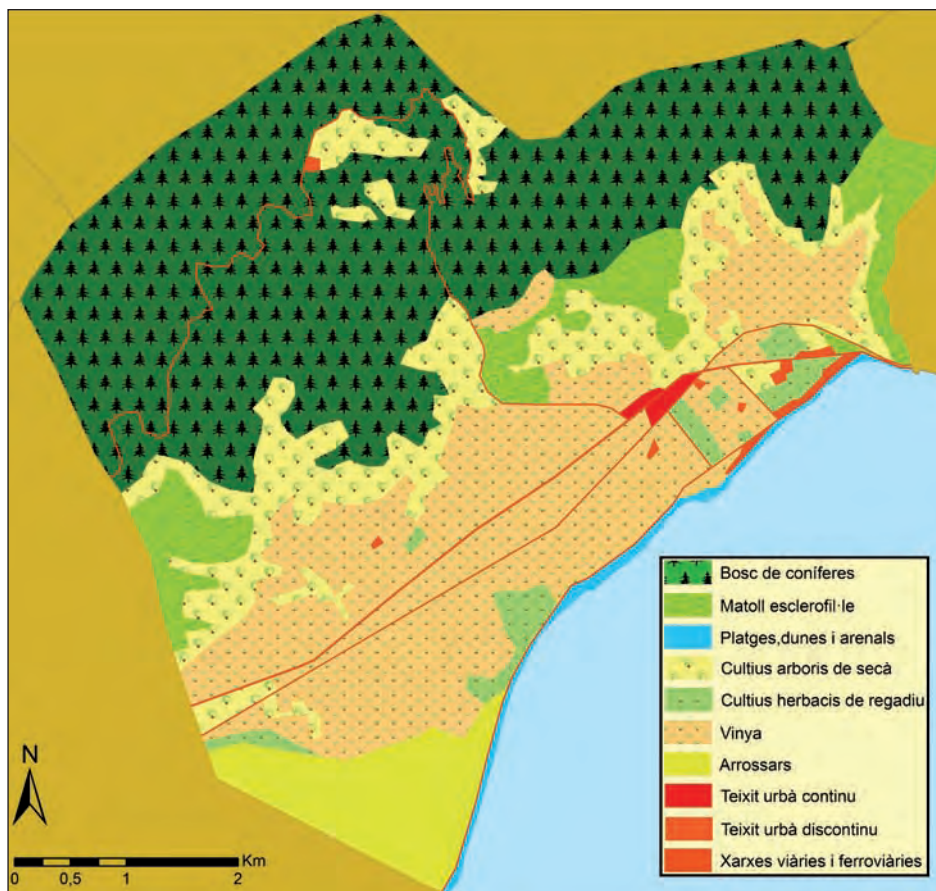 Bosc de coníferes
Matoll esclerofil·le
Platges,dunes i arenals
Cultius arboris de secà
Cultius herbacis de regadiu
Vinya
Arrossars
Teixit urbà continu
Teixit urbà discontinu
Xarxes viàries i ferroviàries
N
Km
0 0,5 1 2